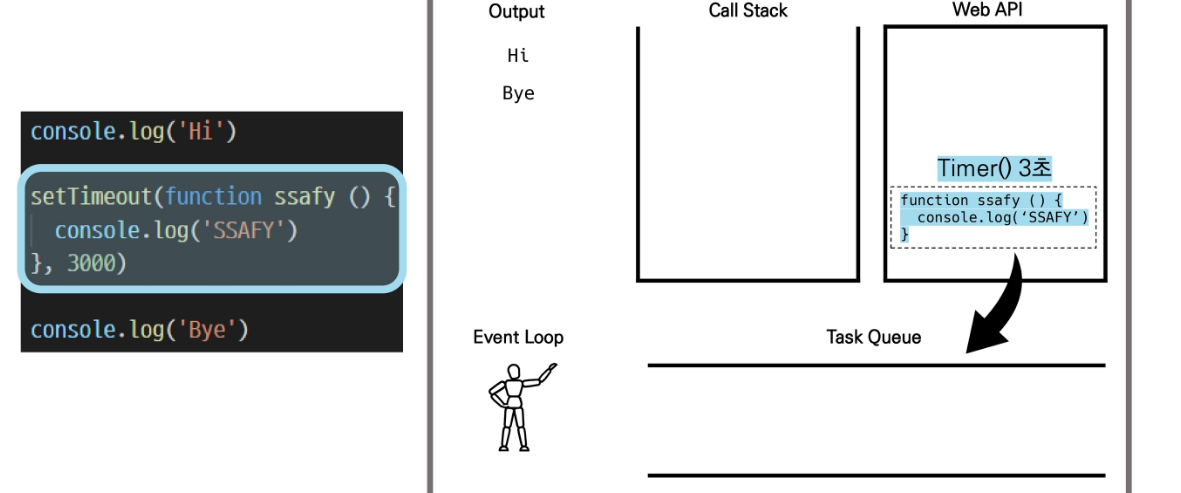 console.log('Hi')
setTimeout(function ssafy () {
console.log('SSAFY')
}, 3000)
console.log('Bye')
Output
Hi
Bye
Call Stack
Web API
Timer() 3초
function ssafy () {
console.log(‘SSAFY’)
}
Event Loop
Task Queue